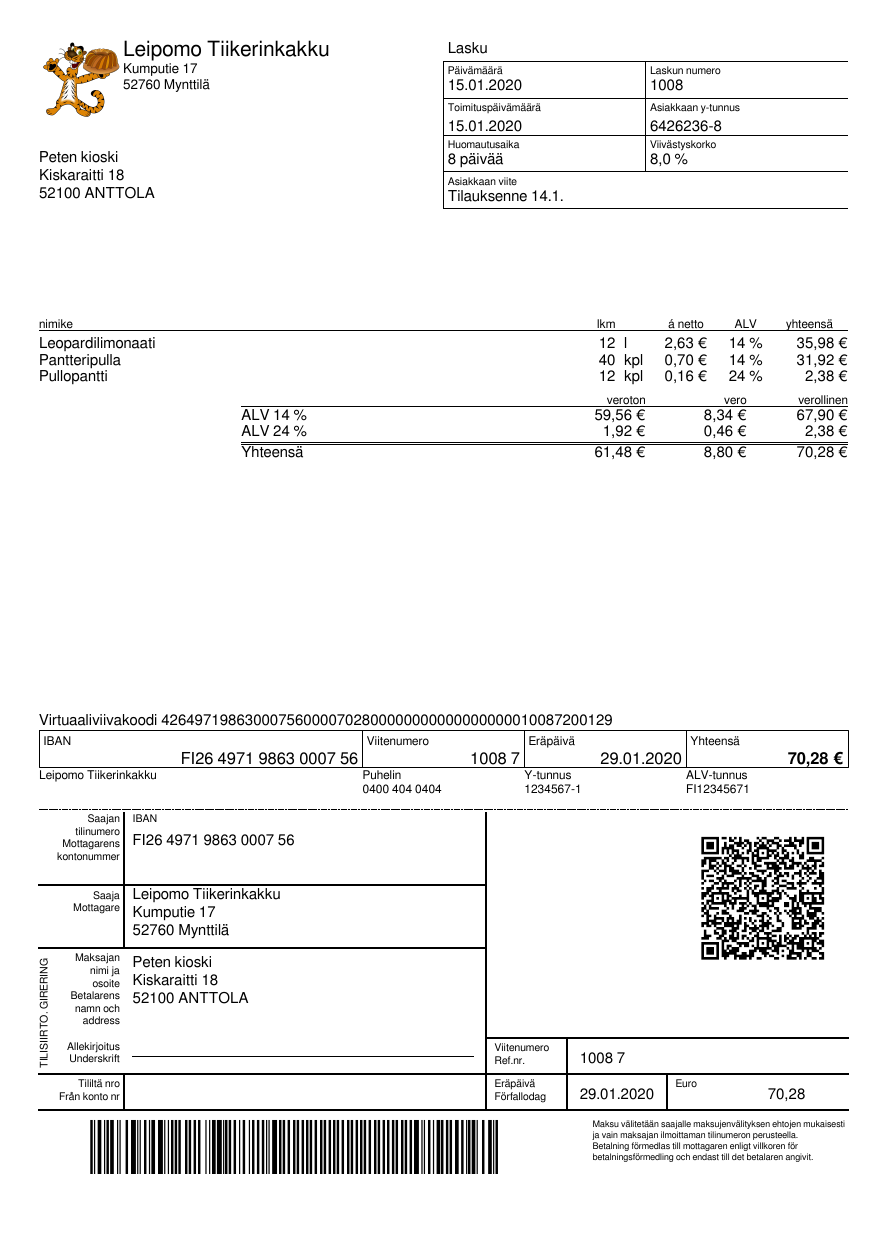 Leipomo Tiikerinkakku
Kumputie 17
52760 Mynttilä
Lasku
Päivämäärä
15.01.2020
Laskun numero
1008
Toimituspäivämäärä
15.01.2020
Asiakkaan y-tunnus
6426236-8
Huomautusaika
8 päivää
Viivästyskorko
8,0 %
Asiakkaan viite
Tilauksenne 14.1.
Peten kioski
Kiskaraitti 18
52100 ANTTOLA
nimike lkm á netto ALV yhteensä
Leopardilimonaati 12 l 2,63 € 14 % 35,98 €
Pantteripulla 40 kpl 0,70 € 14 % 31,92 €
Pullopantti 12 kpl 0,16 € 24 % 2,38 €
veroton vero verollinen
ALV 14 % 59,56 € 8,34 € 67,90 €
ALV 24 % 1,92 € 0,46 € 2,38 €
Yhteensä 61,48 € 8,80 € 70,28 €
Virtuaaliviivakoodi 426497198630007560000702800000000000000000010087200129
IBAN
FI26 4971 9863 0007 56
Viitenumero
1008 7
Eräpäivä
29.01.2020
Yhteensä
70,28 €
Leipomo Tiikerinkakku
Puhelin
0400 404 0404
Y-tunnus
1234567-1
ALV-tunnus
FI12345671
Saajan
tilinumero
Mottagarens
kontonummer
IBAN
FI26 4971 9863 0007 56
Saaja
Mottagare
Leipomo Tiikerinkakku
Kumputie 17
52760 Mynttilä
TILISIIRTO. GIRERING
Maksajan
nimi ja
osoite
Betalarens
namn och
address
Peten kioski
Kiskaraitti 18
52100 ANTTOLA
Allekirjoitus
Underskrift
Viitenumero
Ref.nr.
1008 7
Tililtä nro
Från konto nr
Eräpäivä
Förfallodag
29.01.2020
Euro
70,28
Maksu välitetään saajalle maksujenvälityksen ehtojen mukaisesti
ja vain maksajan ilmoittaman tilinumeron perusteella.
Betalning förmedlas till mottagaren enligt villkoren för
betalningsförmedling och endast till det betalaren angivit.